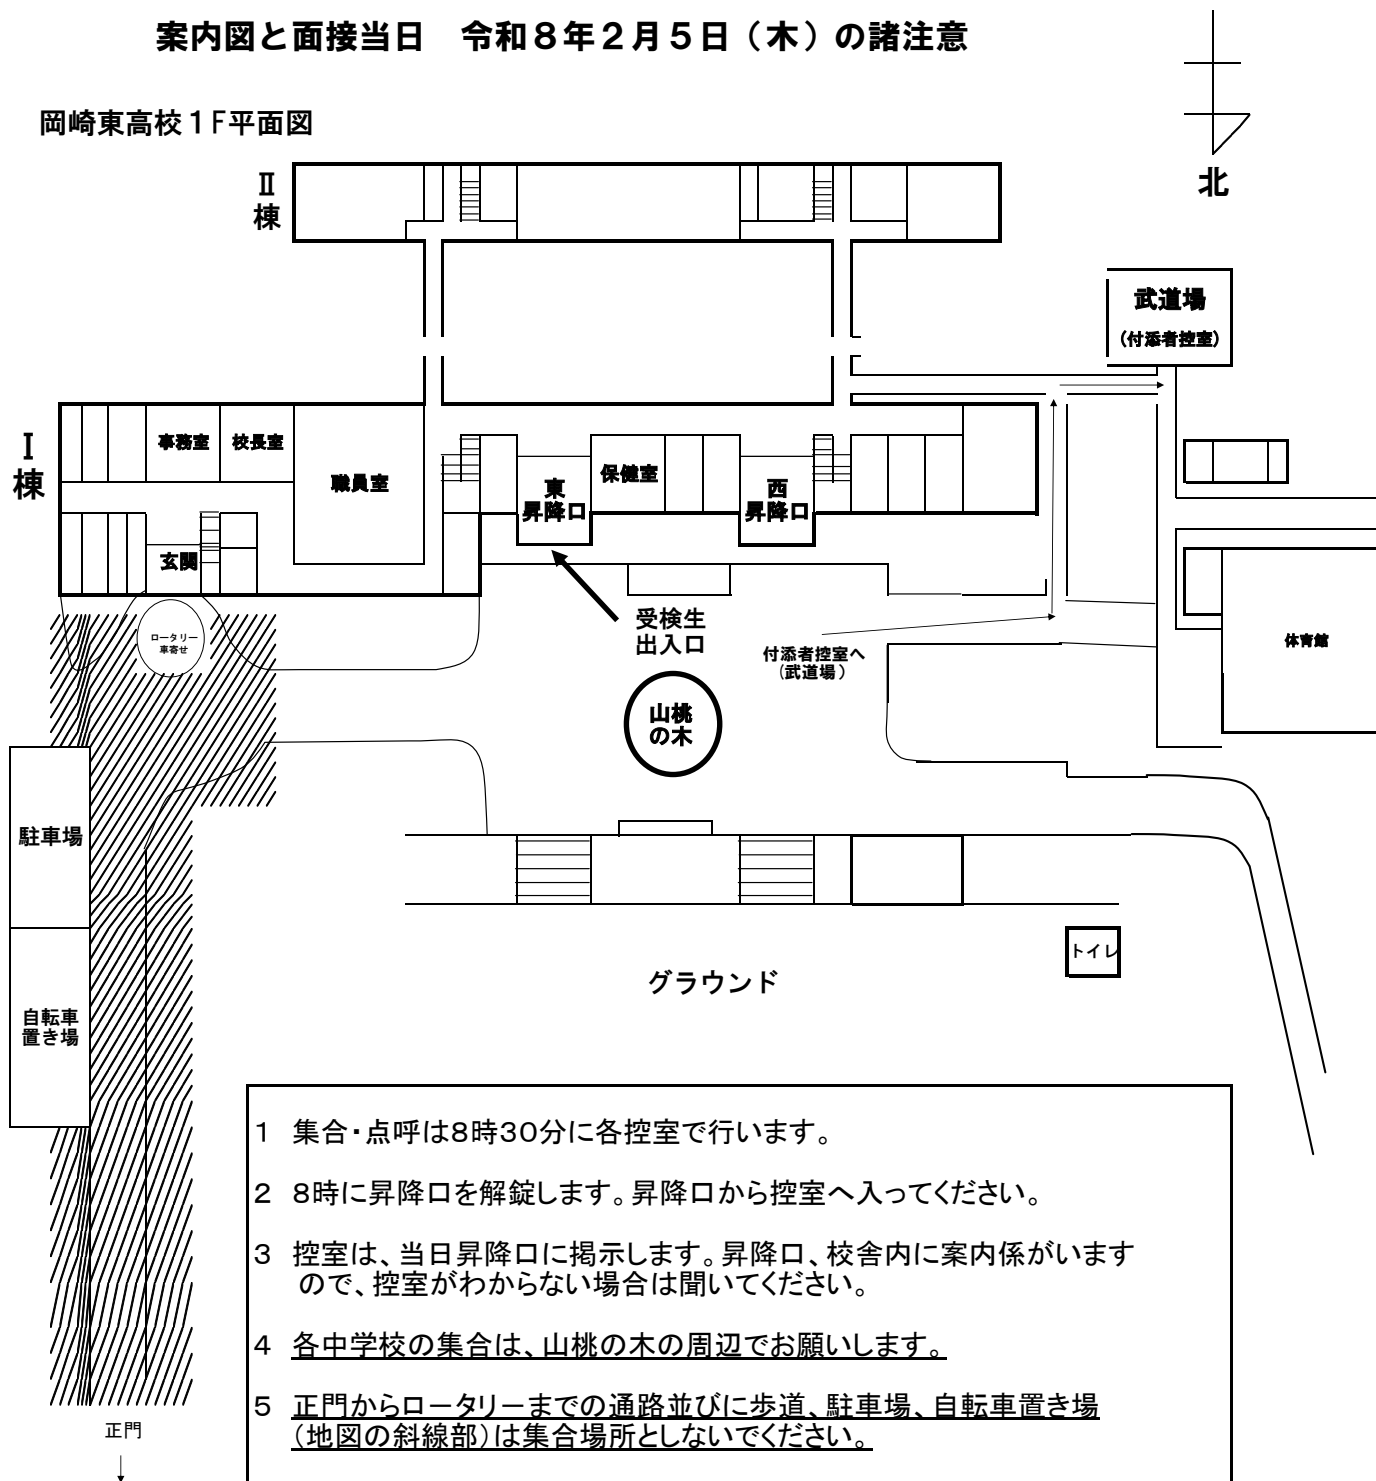 案内図と面接当日　令和８年２月５日（木）の諸注意
岡崎東高校１F平面図
北
Ⅱ
棟
武道場
（付添者控室）
Ⅰ
棟
事務室
校長室
職員室
東
昇降口
保健室
西
昇降口
玄関
受検生
出入口
ロータリー
車寄せ
付添者控室へ
（武道場）
体育館
山桃
の木
駐車場
トイレ
グラウンド
自転車
置き場
1 集合・点呼は8時30分に各控室で行います。
2 8時に昇降口を解錠します。昇降口から控室へ入ってください。
3 控室は、当日昇降口に掲示します。昇降口、校舎内に案内係がいます
ので、控室がわからない場合は聞いてください。
4 各中学校の集合は、山桃の木の周辺でお願いします。
5 正門からロータリーまでの通路並びに歩道、駐車場、自転車置き場
（地図の斜線部）は集合場所としないでください。
正門